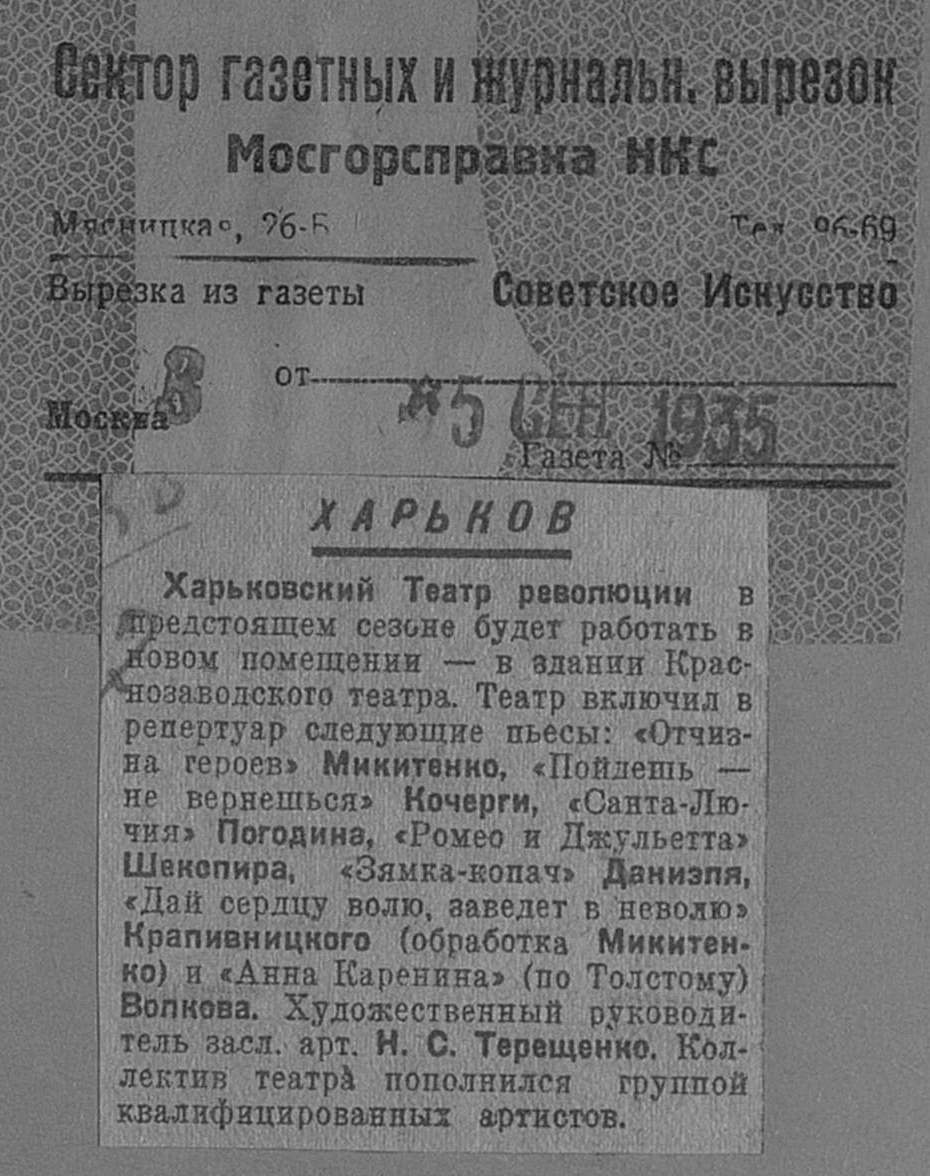 Сектор газетных и журнальн. вырезок
Мосгорсправка ННС
Мясницкая, 26-Б Тел 96-69
Вырезка из газеты Советское Искусство
от
Москва
5 СЕН 1935
Газета №
ХАРЬКОВ
Харьковский Театр революции в
предстоящем сезоне будет работать в
новом помещении — в здании Крас-
нозаводского театра. Театр включил в
репертуар следующие пьесы: «Отчиз-
на героев» Микитенко, «Пойдешь —
не вернешься» Кочерги, «Санта-Лю-
чия» Погодина, «Ромео и Джульетта»
Шекспира, «Зямка-копач» Даниэля,
«Дай сердцу волю, заведет в неволю»
Крапивницкого (обработка Микитен-
ко) и «Анна Каренина» (по Толстому)
Волкова. Художественный руководи-
тель засл. арт. Н. С. Терещенко. Кол-
лектив театра пополнился группой
квалифицированных артистов.